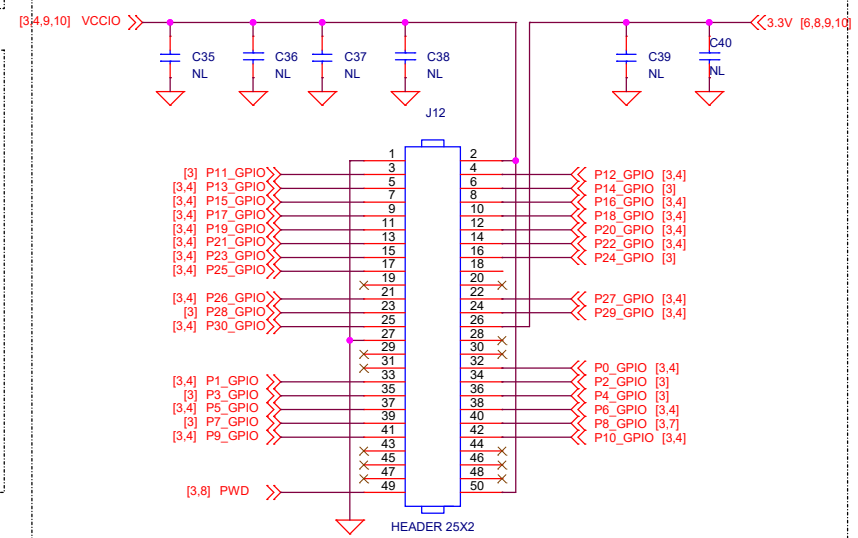 [3,4,9,10] VCCIO
3.3V [6,8,9,10]
C35
NL
C36
NL
C37
NL
C38
NL
C39
NL
C40
NL
J12
1 2
[3] P11_GPIO 3 4 P12_GPIO [3,4]
[3,4] P13_GPIO 5 6 P14_GPIO [3]
[3,4] P15_GPIO 7 8 P16_GPIO [3,4]
[3,4] P17_GPIO 9 10 P18_GPIO [3,4]
[3,4] P19_GPIO 11 12 P20_GPIO [3,4]
[3,4] P21_GPIO 13 14 P22_GPIO [3,4]
[3,4] P23_GPIO 15 16 P24_GPIO [3]
[3,4] P25_GPIO 17 18
19 20
[3,4] P26_GPIO 21 22 P27_GPIO [3,4]
[3] P28_GPIO 23 24 P29_GPIO [3,4]
[3,4] P30_GPIO 25 26
27 28
29 30
31 32 P0_GPIO [3,4]
[3,4] P1_GPIO 33 34 P2_GPIO [3]
[3] P3_GPIO 35 36 P4_GPIO [3]
[3,4] P5_GPIO 37 38 P6_GPIO [3,4]
[3] P7_GPIO 39 40 P8_GPIO [3,7]
[3,4] P9_GPIO 41 42 P10_GPIO [3,4]
43 44
45 46
47 48
[3,8] PWD 49 50
HEADER 25X2